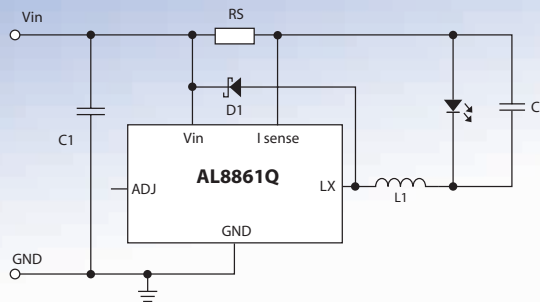 Vin
RS
D1
C1
C
Vin
I sense
AL8861Q
ADJ
LX
L1
GND
GND